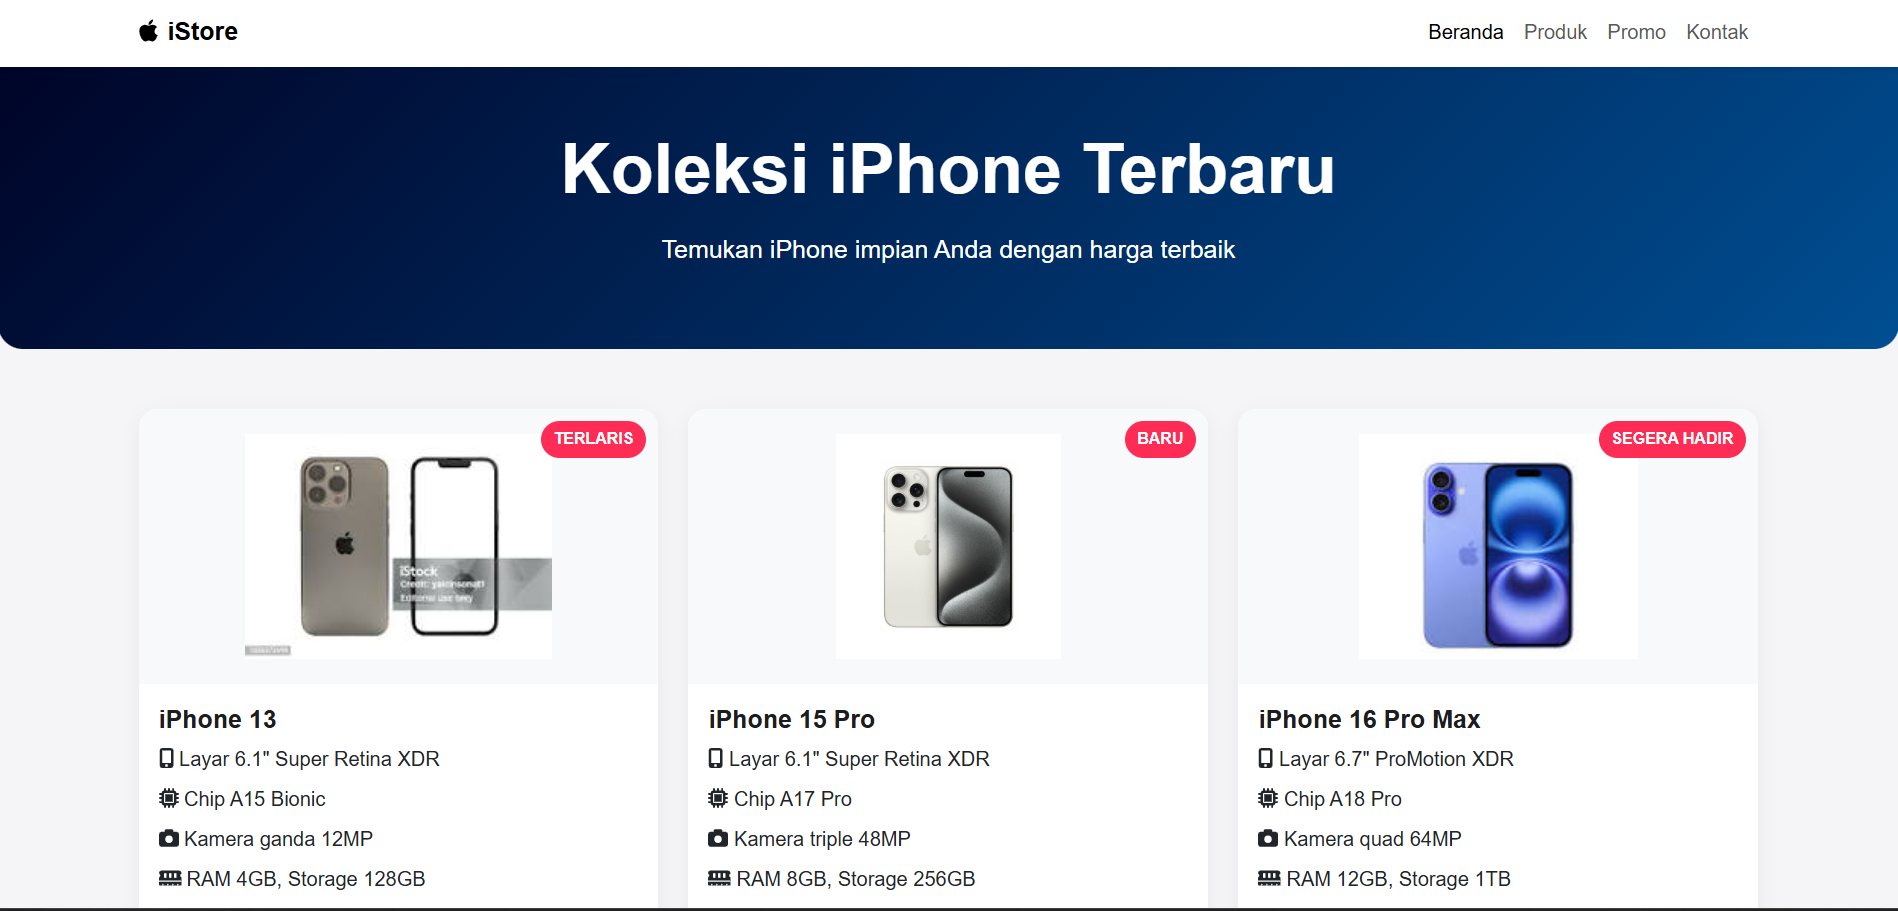 iStore
Beranda Produk Promo Kontak
Koleksi iPhone Terbaru
Temukan iPhone impian Anda dengan harga terbaik
TERLARIS
iStock
Credit: yalcinsonat1
Editorial use only
iPhone 13
Layar 6.1" Super Retina XDR
Chip A15 Bionic
Kamera ganda 12MP
RAM 4GB, Storage 128GB
BARU
iPhone 15 Pro
Layar 6.1" Super Retina XDR
Chip A17 Pro
Kamera triple 48MP
RAM 8GB, Storage 256GB
SEGERA HADIR
iPhone 16 Pro Max
Layar 6.7" ProMotion XDR
Chip A18 Pro
Kamera quad 64MP
RAM 12GB, Storage 1TB